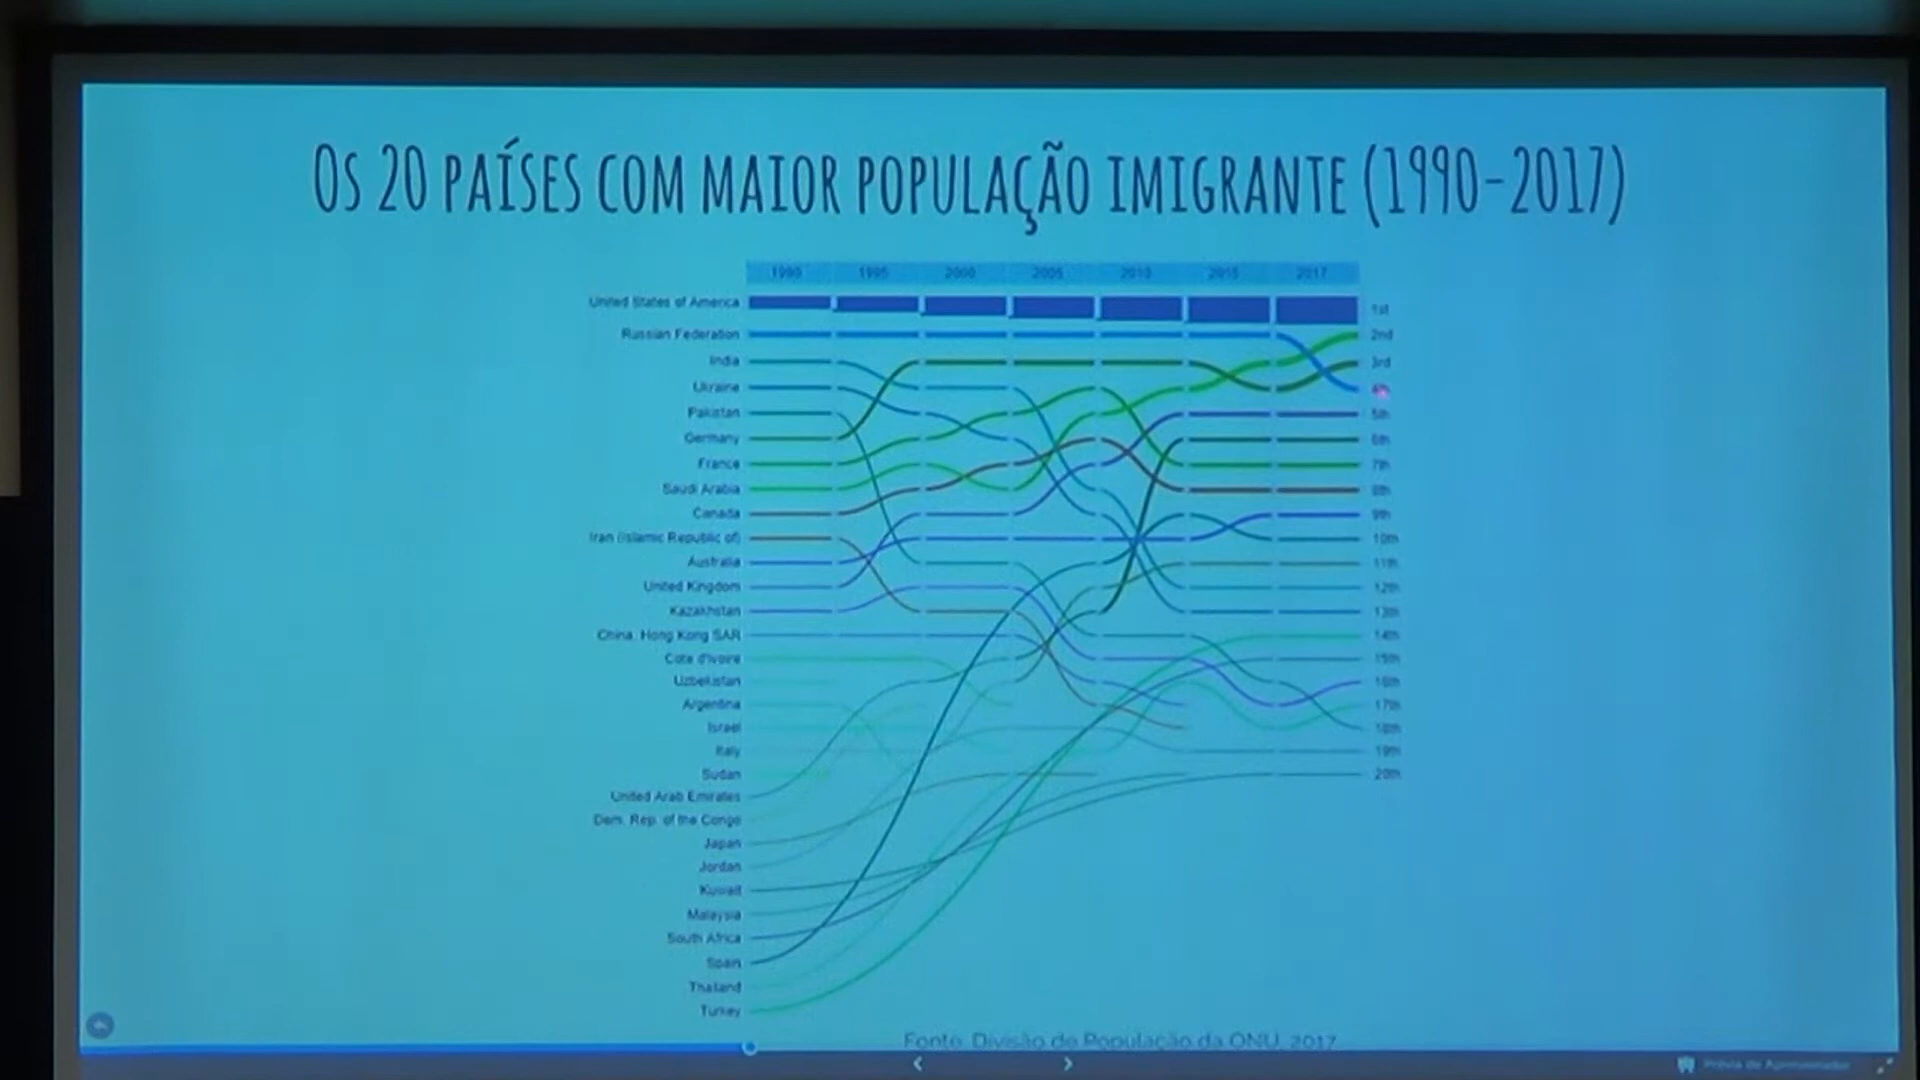 Os 20 países com maior população imigrante (1990-2017)
1990 1995 2000 2005 2010 2015 2017
United States of America 1st
Russian Federation 2nd
India 3rd
Ukraine 4th
Pakistan 5th
Germany 6th
France 7th
Saudi Arabia 8th
Canada 9th
Iran (Islamic Republic of) 10th
Australia 11th
United Kingdom 12th
Kazakhstan 13th
China, Hong Kong SAR 14th
Cote d'Ivoire 15th
Uzbekistan 16th
Argentina 17th
Israel 18th
Italy 19th
Sudan 20th
United Arab Emirates
Dem. Rep. of the Congo
Japan
Jordan
Kuwait
Malaysia
South Africa
Spain
Thailand
Turkey
Fonte: Divisão de População da ONU, 2017
Prévia do Apresentador